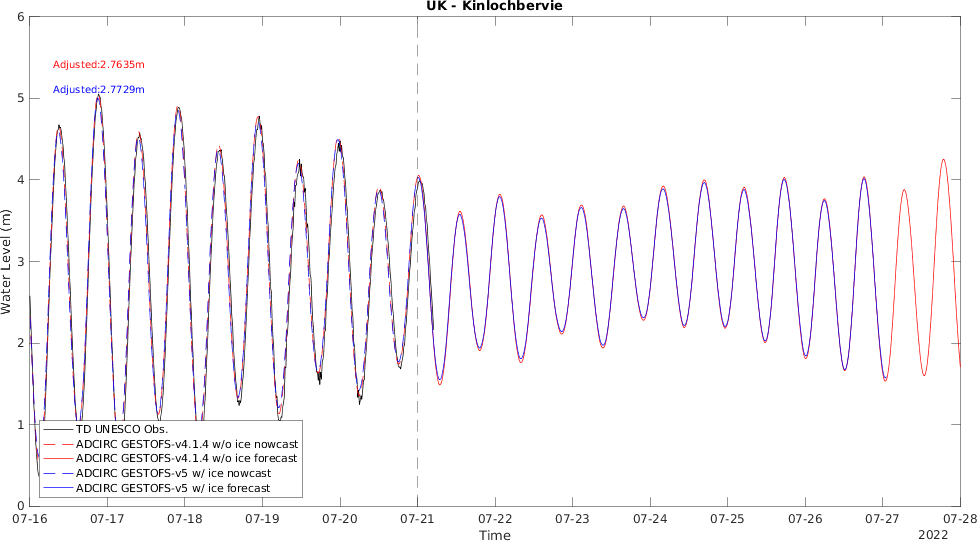 UK - Kinlochbervie
6
Adjusted:2.7635m
Adjusted:2.7729m
5
4
3
2
1
0
Water Level (m)
TD UNESCO Obs.
ADCIRC GESTOFS-v4.1.4 w/o ice nowcast
ADCIRC GESTOFS-v4.1.4 w/o ice forecast
ADCIRC GESTOFS-v5 w/ ice nowcast
ADCIRC GESTOFS-v5 w/ ice forecast
07-16 07-17 07-18 07-19 07-20 07-21 07-22 07-23 07-24 07-25 07-26 07-27 07-28
Time
2022